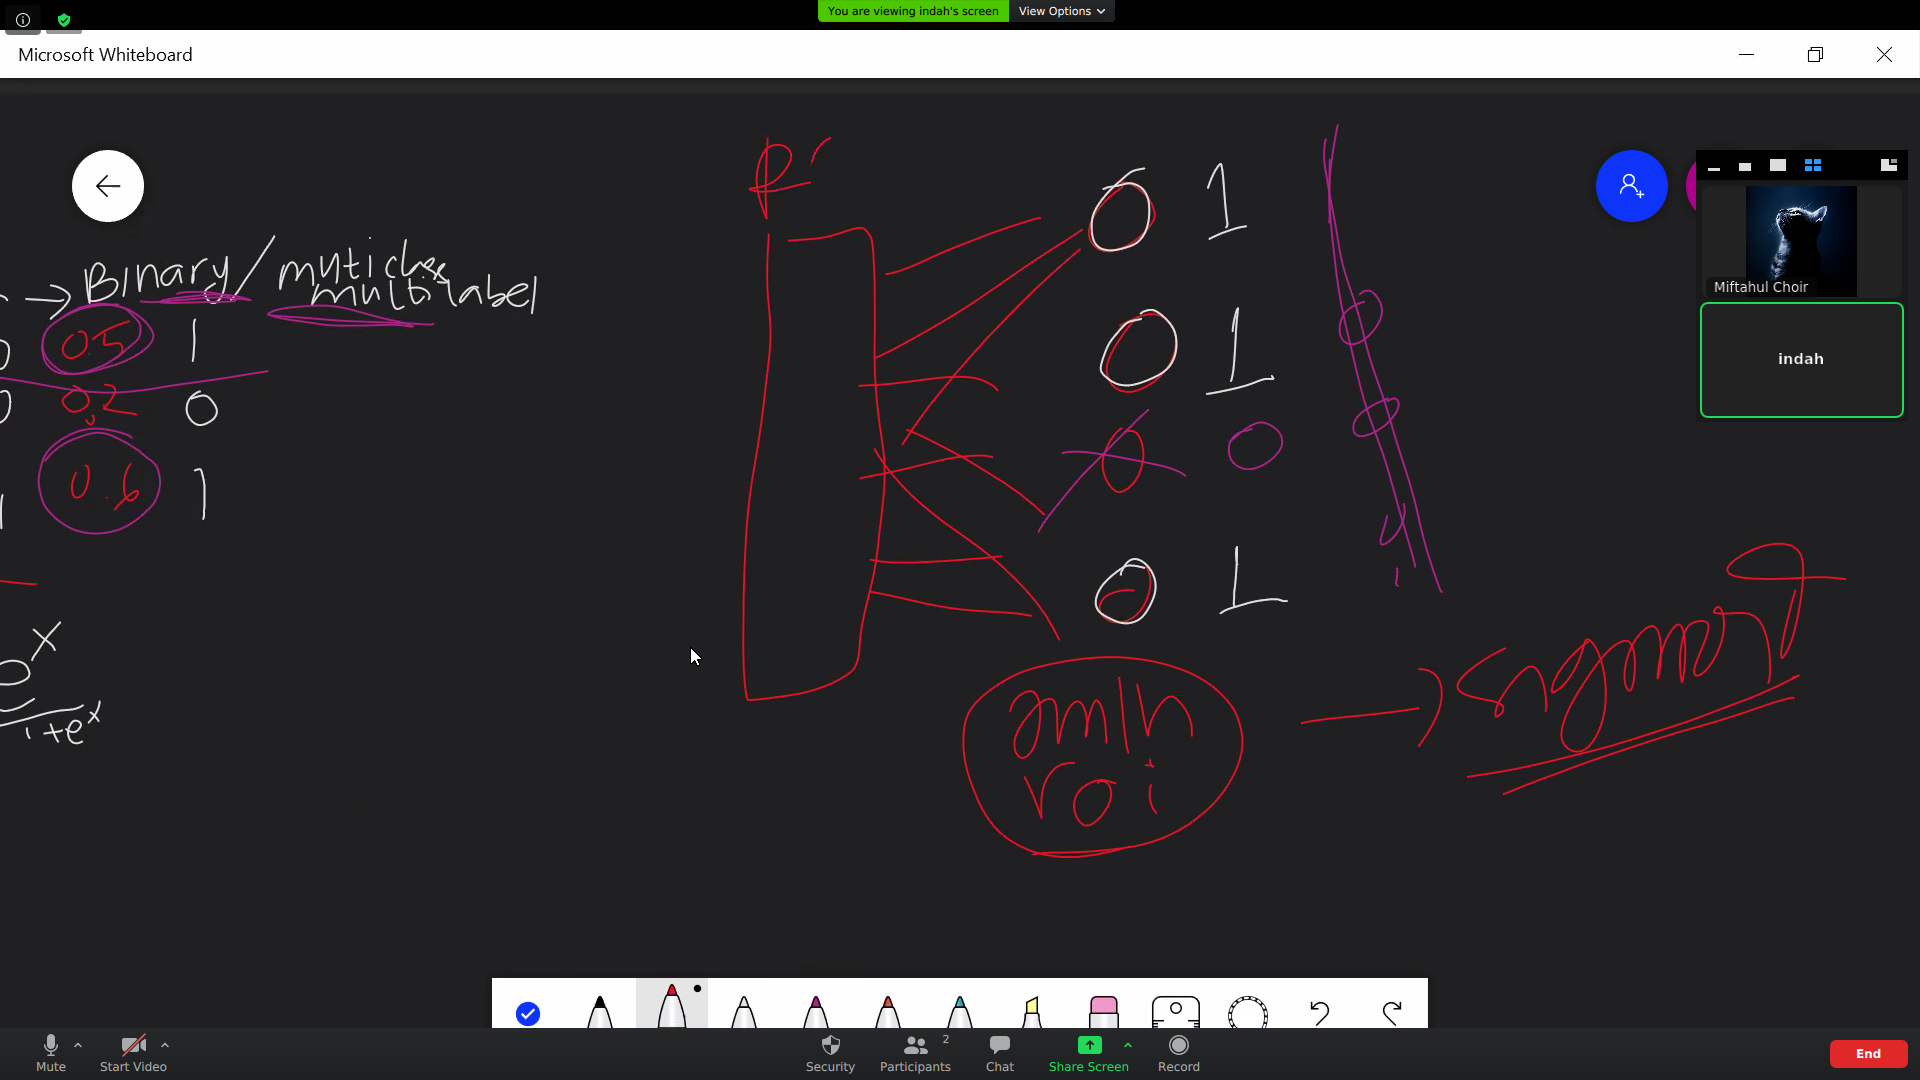 You are viewing indah's screen
View Options
Microsoft Whiteboard
Miftahul Choir
indah
→ Binary / multiclass
multilabel
0.5 1
0.2 0
0.6 1
x
1+e^x
0 1
0 1
0 0
0 1
roi
→ sigmoid
Mute
Start Video
Security
Participants 2
Chat
Share Screen
Record
End